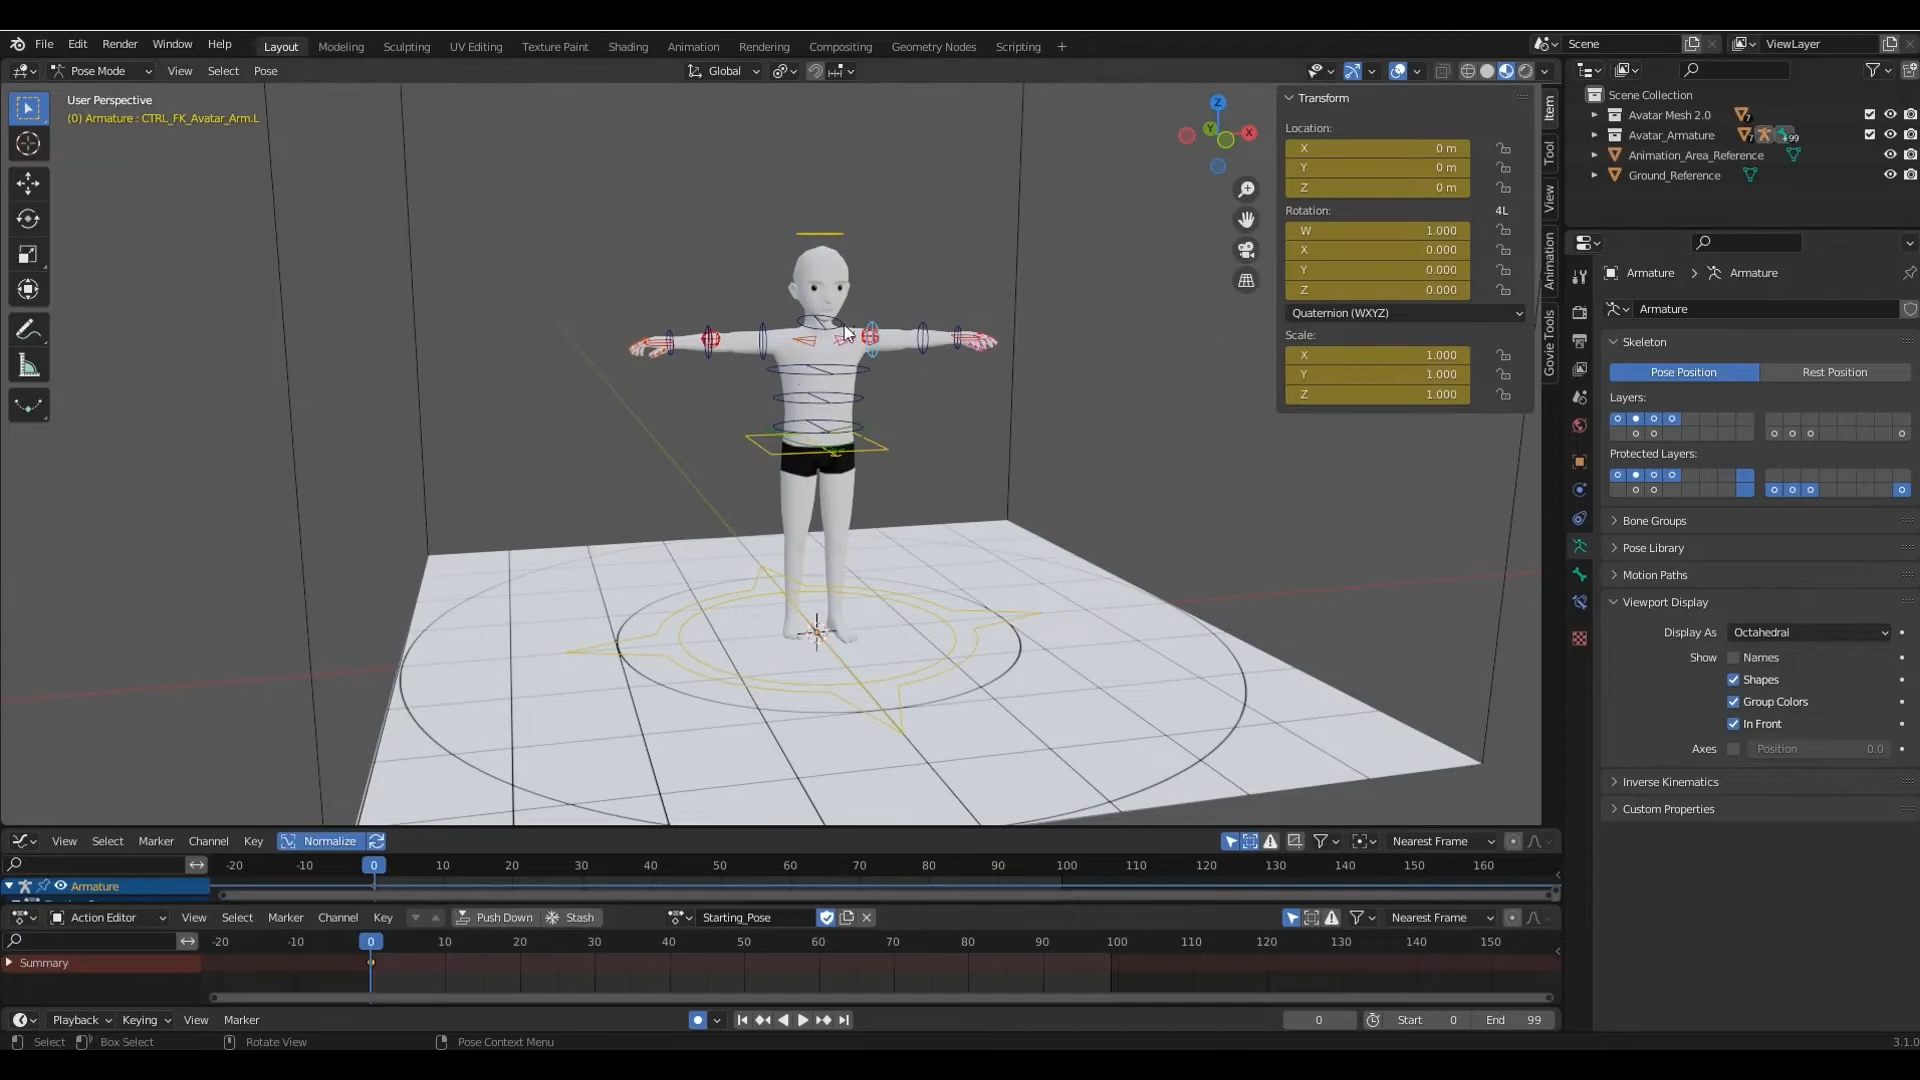 File Edit Render Window Help Layout Modeling Sculpting UV Editing Texture Paint Shading Animation Rendering Compositing Geometry Nodes Scripting + Scene ViewLayer
Pose Mode View Select Pose Global
User Perspective
(0) Armature : CTRL_FK_Avatar_Arm.L
Z
Y
X
Transform
Location:
X 0 m
Y 0 m
Z 0 m
Rotation: 4L
W 1.000
X 0.000
Y 0.000
Z 0.000
Quaternion (WXYZ)
Scale:
X 1.000
Y 1.000
Z 1.000
Item
Tool
View
Animation
Govie Tools
Scene Collection
Avatar Mesh 2.0 7
Avatar_Armature 7 +99
Animation_Area_Reference
Ground_Reference
Armature > Armature
Armature
Skeleton
Pose Position Rest Position
Layers:
Protected Layers:
Bone Groups
Pose Library
Motion Paths
Viewport Display
Display As Octahedral
Show Names
Shapes
Group Colors
In Front
Axes Position 0.0
Inverse Kinematics
Custom Properties
View Select Marker Channel Key Normalize Nearest Frame
-20 -10 0 10 20 30 40 50 60 70 80 90 100 110 120 130 140 150 160
Armature
Action Editor View Select Marker Channel Key Push Down Stash Starting_Pose Nearest Frame
-20 -10 0 10 20 30 40 50 60 70 80 90 100 110 120 130 140 150
Summary
Playback Keying View Marker 0 Start 0 End 99
Select Box Select Rotate View Pose Context Menu 3.1.0